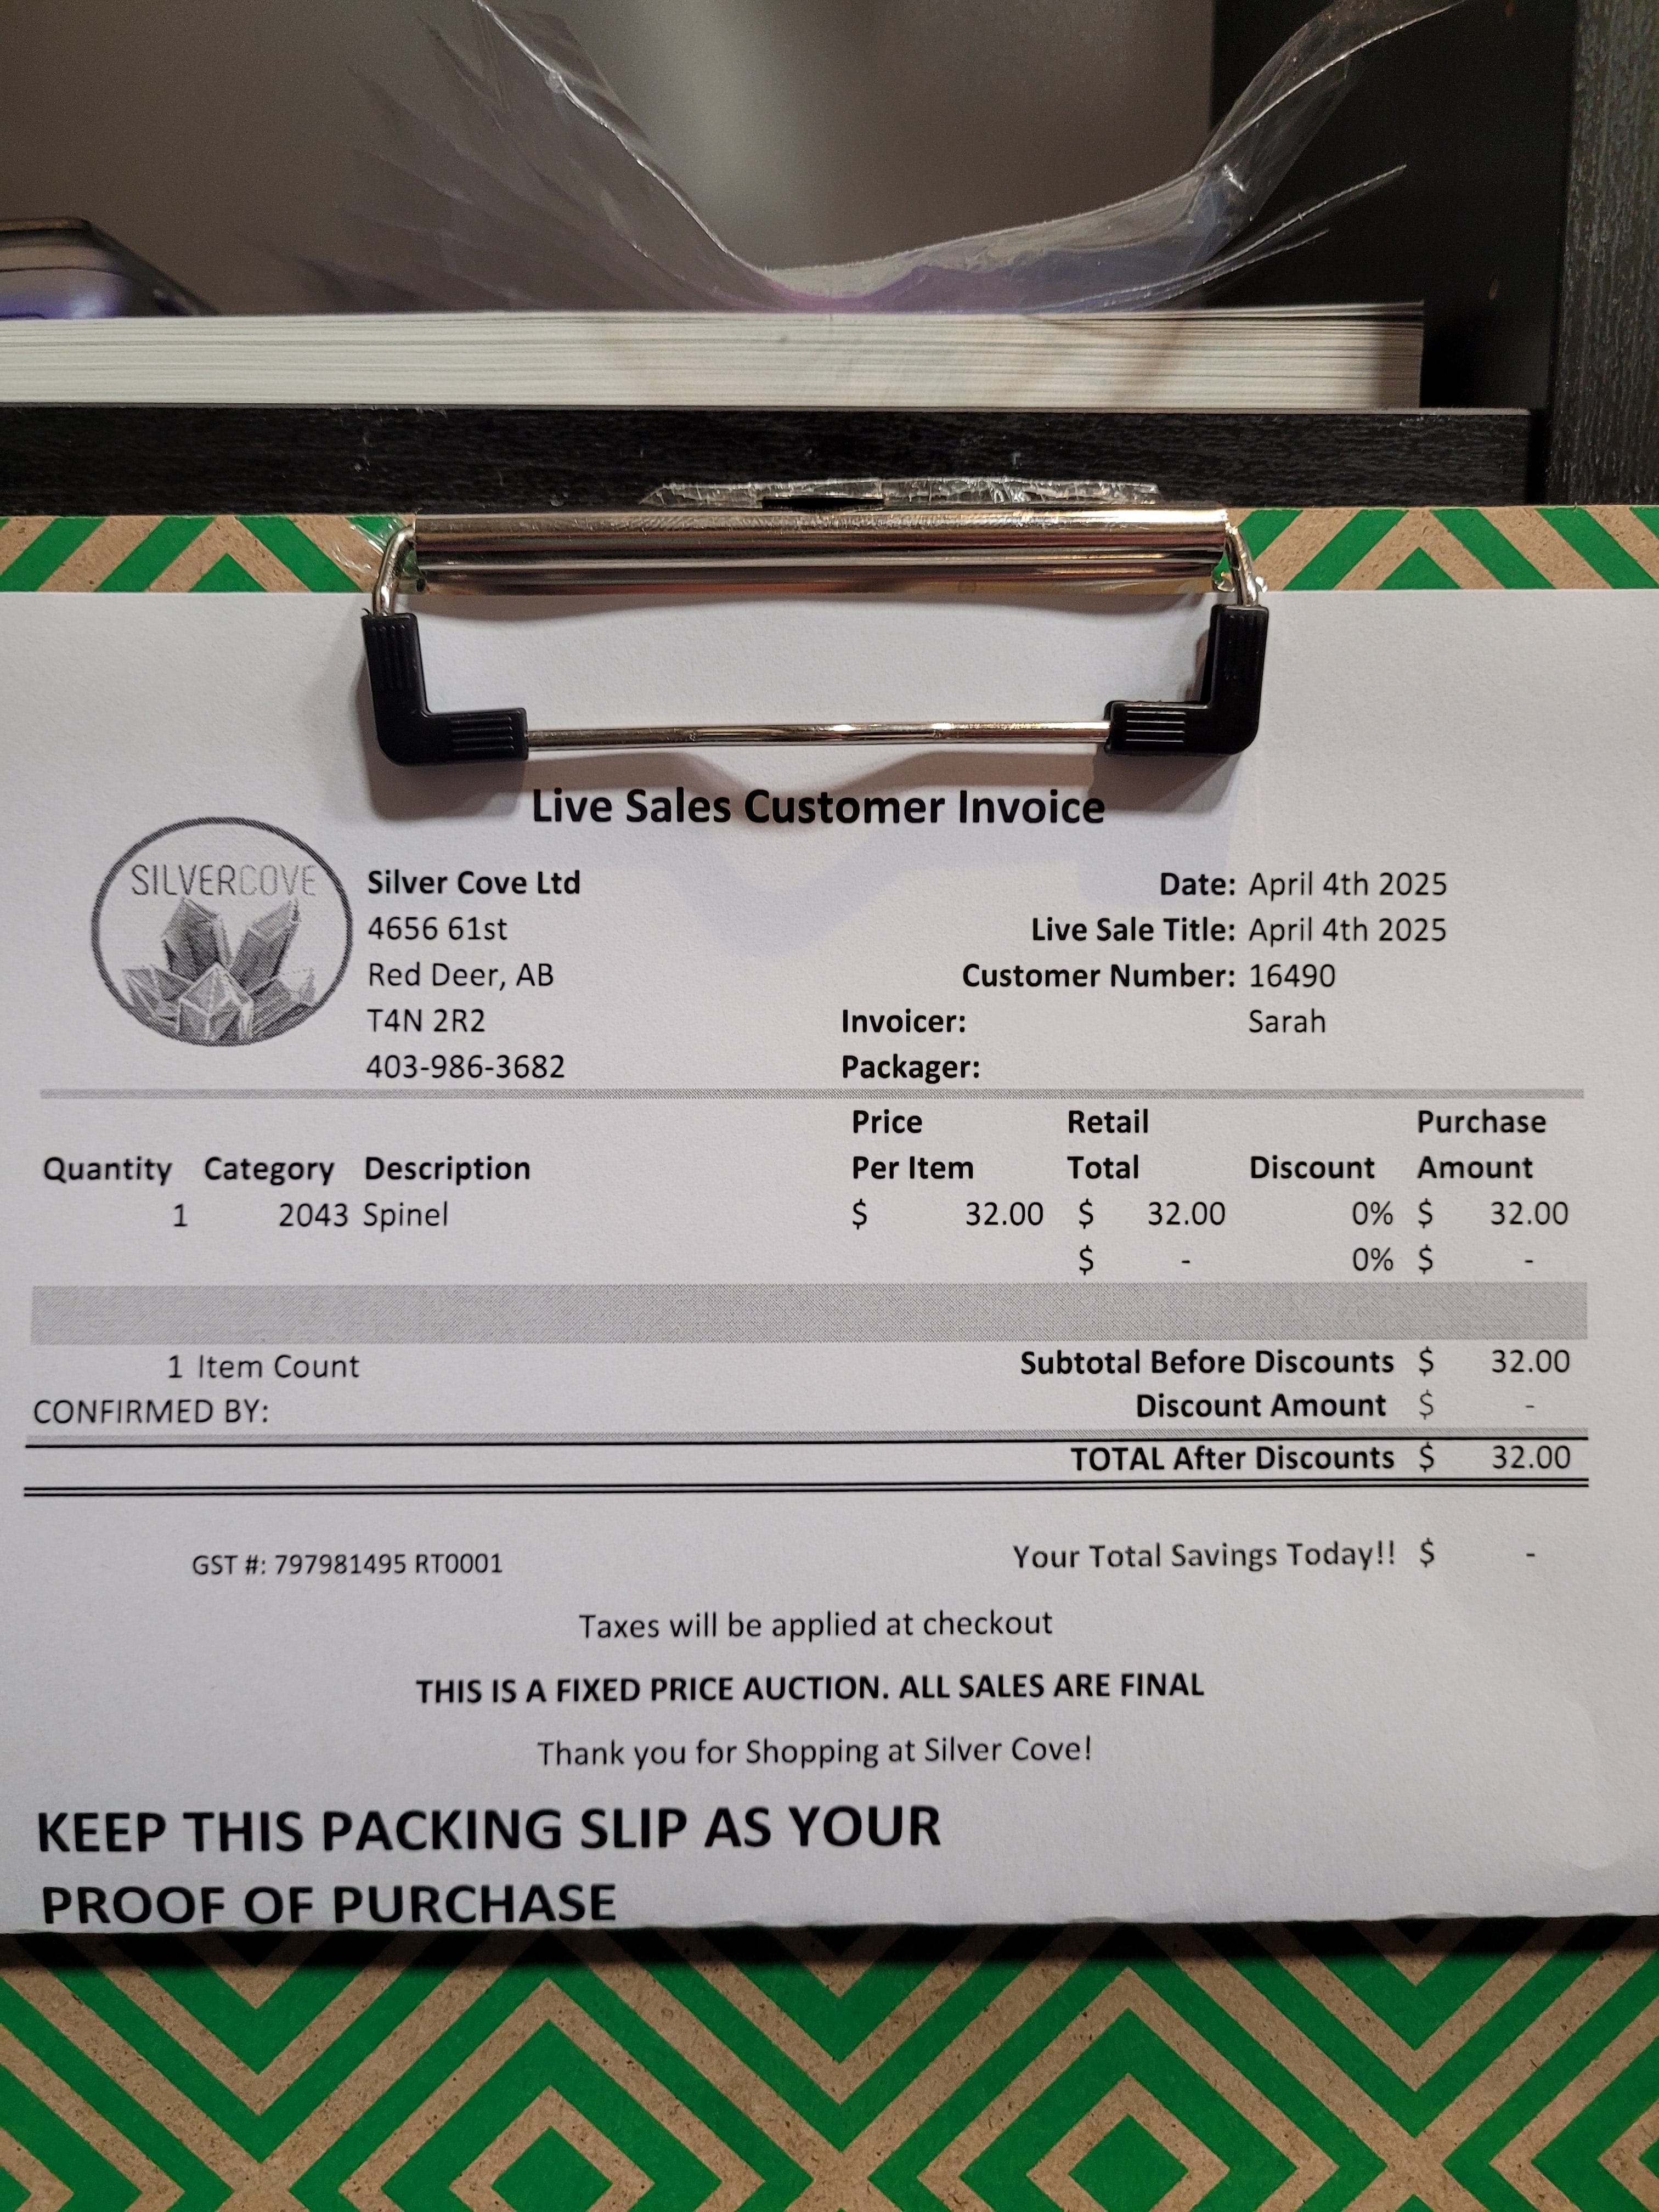 Live Sales Customer Invoice
SILVERCOVE
Silver Cove Ltd
4656 61st
Red Deer, AB
T4N 2R2
403-986-3682
Date: April 4th 2025
Live Sale Title: April 4th 2025
Customer Number: 16490
Invoicer: Sarah
Packager:
Quantity Category Description Price Per Item Retail Total Discount Purchase Amount
1 2043 Spinel $ 32.00 $ 32.00 0% $ 32.00
$ - 0% $ -
1 Item Count Subtotal Before Discounts $ 32.00
CONFIRMED BY: Discount Amount $ -
TOTAL After Discounts $ 32.00
GST #: 797981495 RT0001 Your Total Savings Today!! $ -
Taxes will be applied at checkout
THIS IS A FIXED PRICE AUCTION. ALL SALES ARE FINAL
Thank you for Shopping at Silver Cove!
KEEP THIS PACKING SLIP AS YOUR
PROOF OF PURCHASE